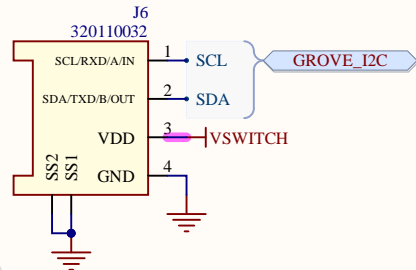 J6
320110032
SCL/RXD/A/IN 1 SCL
GROVE_I2C
SDA/TXD/B/OUT 2 SDA
VDD 3 VSWITCH
GND 4
SS2
SS1